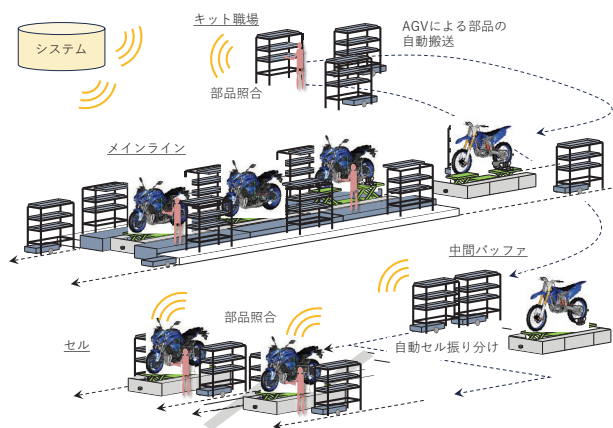 キット職場
AGVによる部品の
自動搬送
システム
部品照合
メインライン
中間バッファ
部品照合
セル
自動セル振り分け